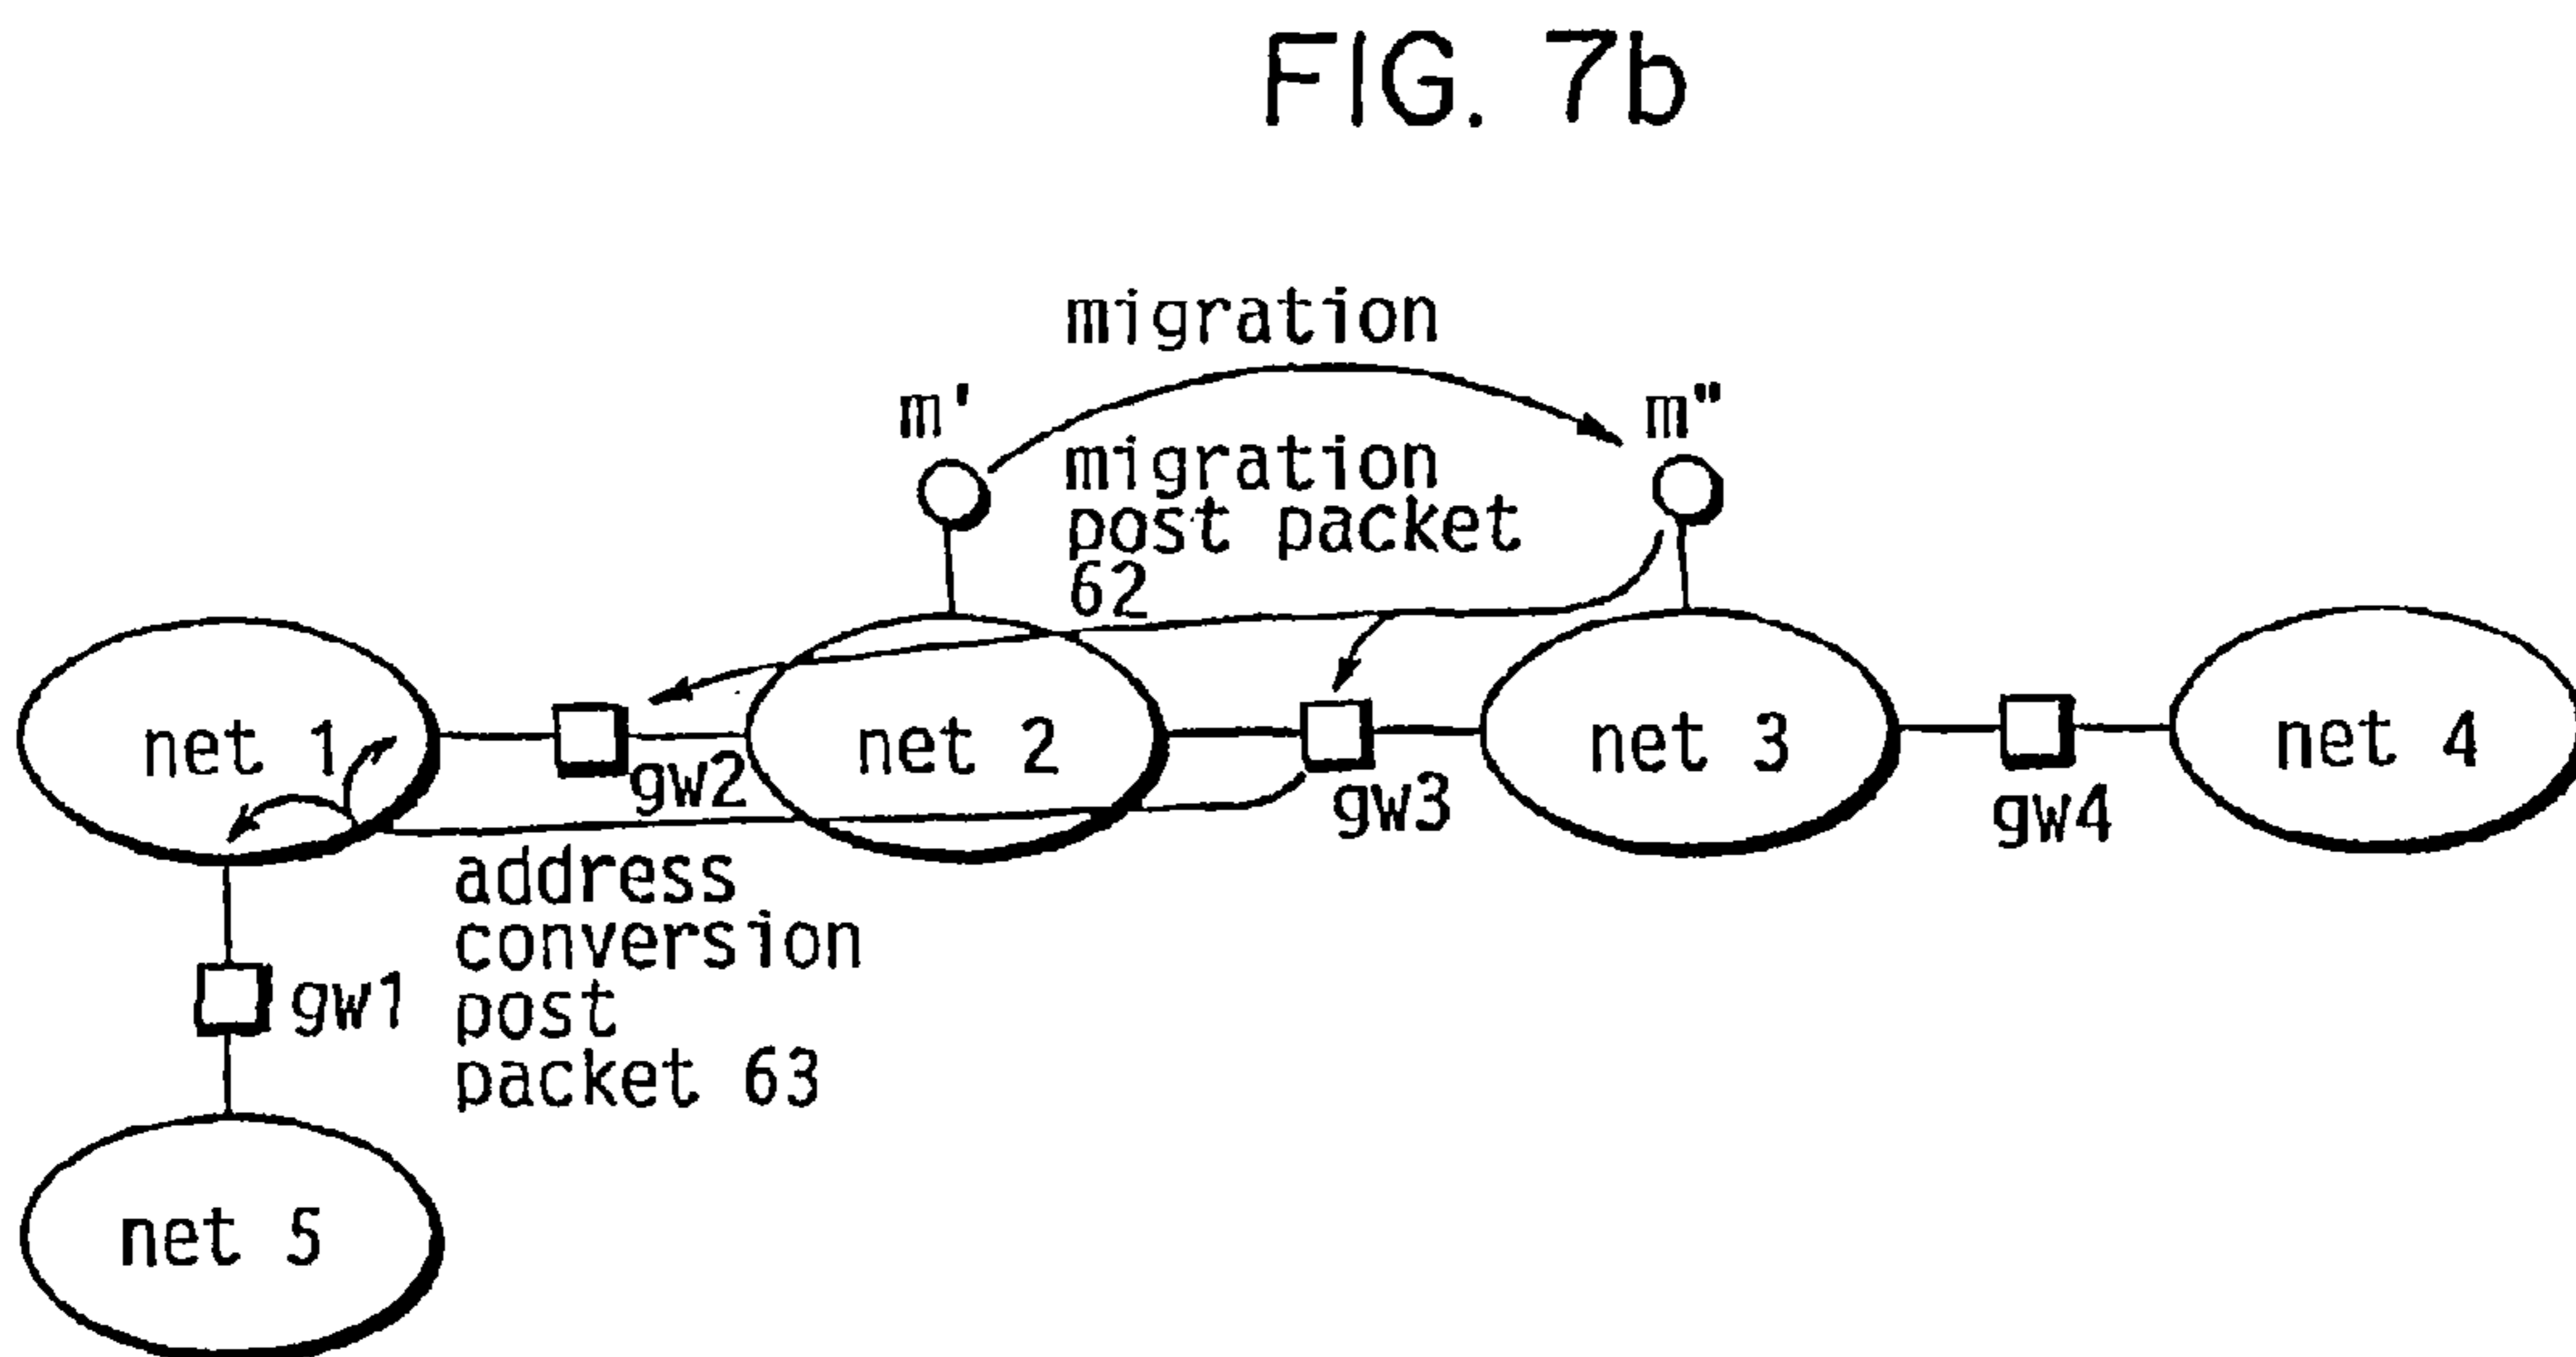 FIG. 7b
migration
m'
m"
migration
post packet
62
net 1
gw2
net 2
gw3
net 3
gw4
net 4
address
conversion
post
packet 63
gw1
net 5